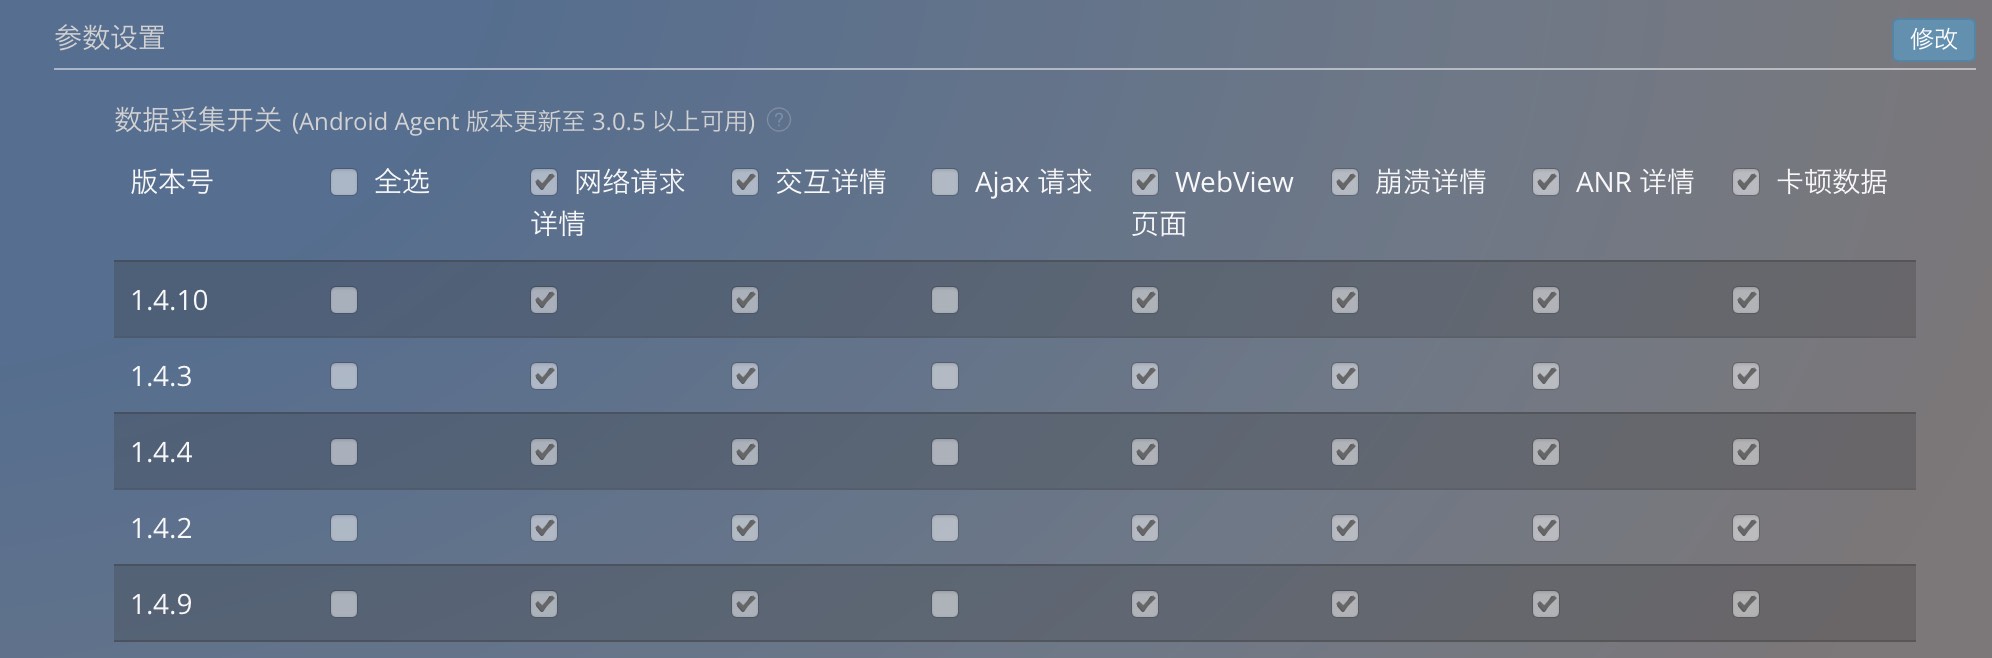 参数设置
修改
数据采集开关 (Android Agent 版本更新至 3.0.5 以上可用) ?
版本号 全选 网络请求详情 交互详情 Ajax 请求 WebView 页面 崩溃详情 ANR 详情 卡顿数据
1.4.10
1.4.3
1.4.4
1.4.2
1.4.9